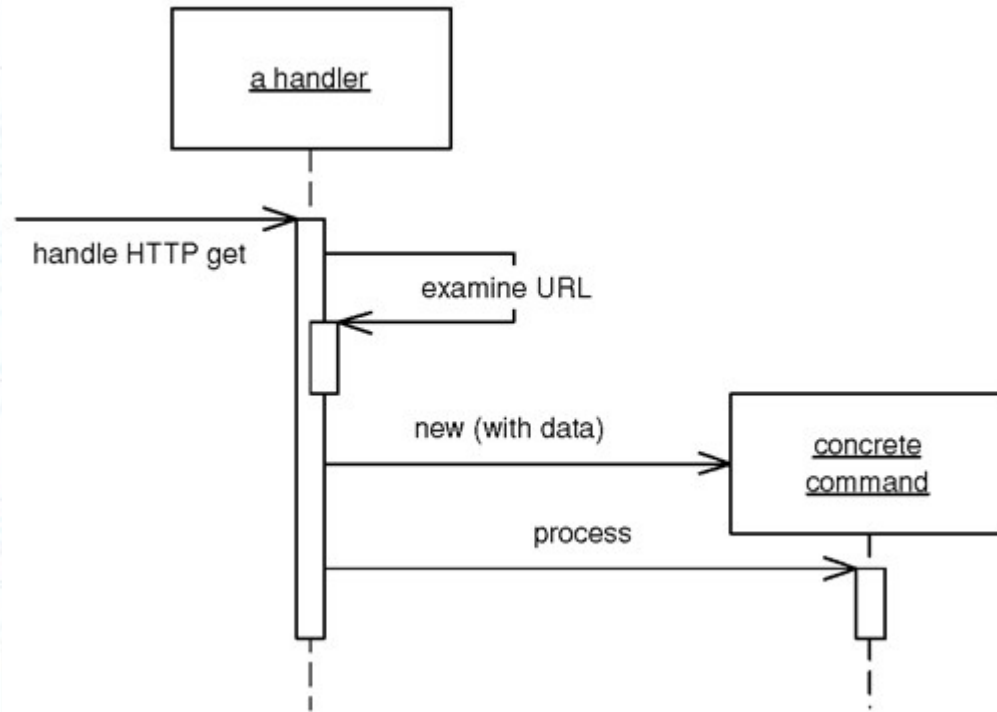 a handler
handle HTTP get
examine URL
new (with data)
concrete
command
process